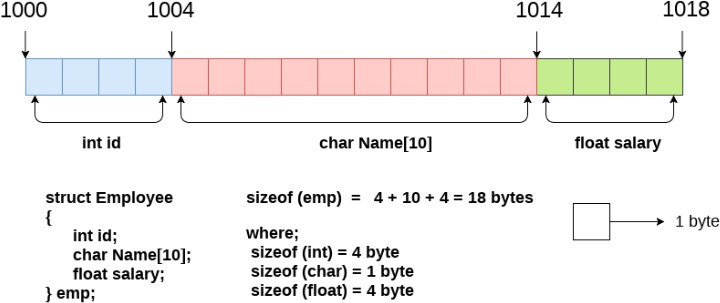 1000 1004 1014 1018
int id char Name[10] float salary
struct Employee
{
int id;
char Name[10];
float salary;
} emp;
sizeof (emp) = 4 + 10 + 4 = 18 bytes
where;
sizeof (int) = 4 byte
sizeof (char) = 1 byte
sizeof (float) = 4 byte
1 byte